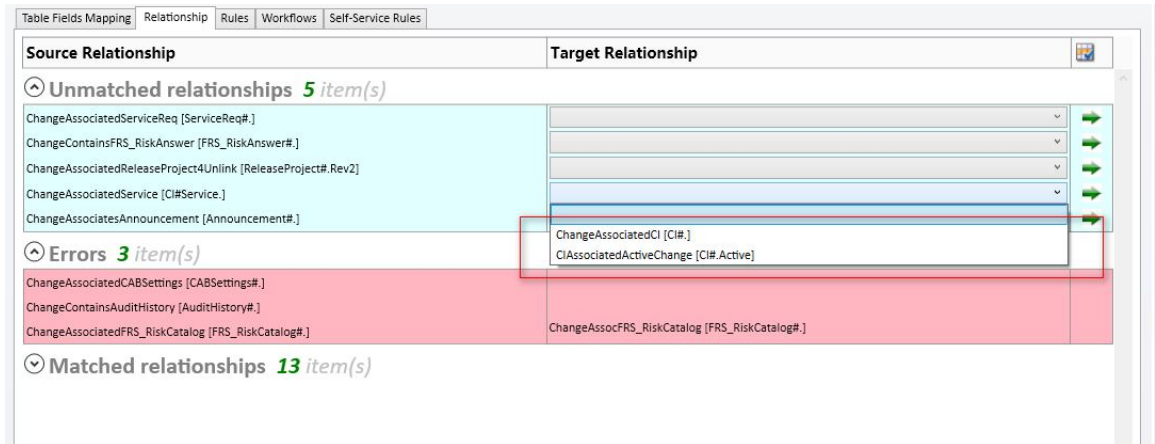 Table Fields Mapping Relationship Rules Workflows Self-Service Rules
Source Relationship Target Relationship
Unmatched relationships 5 item(s)
ChangeAssociatedServiceReq [ServiceReq#.]
ChangeContainsFRS_RiskAnswer [FRS_RiskAnswer#.]
ChangeAssociatedReleaseProject4Unlink [ReleaseProject#.Rev2]
ChangeAssociatedService [CI#Service.]
ChangeAssociatesAnnouncement [Announcement#.]
ChangeAssociatedCI [CI#.]
CIAssociatedActiveChange [CI#.Active]
Errors 3 item(s)
ChangeAssociatedCABSettings [CABSettings#.]
ChangeContainsAuditHistory [AuditHistory#.]
ChangeAssociatedFRS_RiskCatalog [FRS_RiskCatalog#.] ChangeAssocFRS_RiskCatalog [FRS_RiskCatalog#.]
Matched relationships 13 item(s)